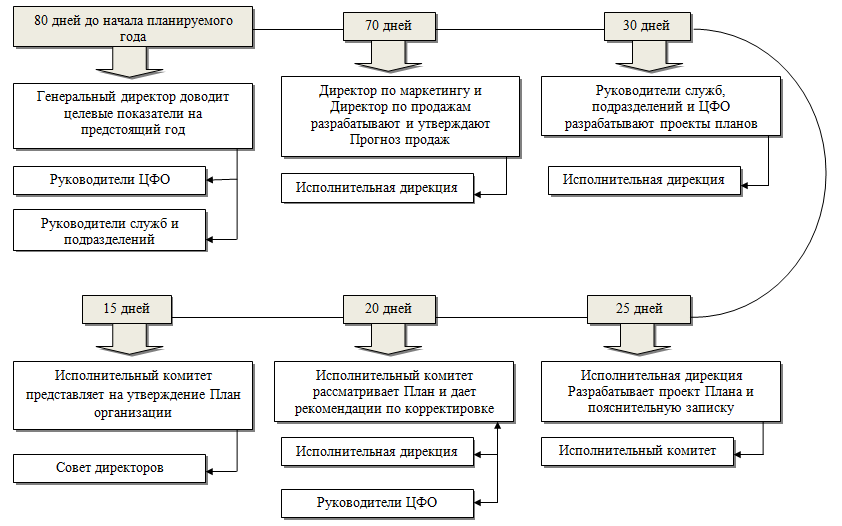 80 дней до начала планируемого
года
70 дней
30 дней
Генеральный директор доводит
целевые показатели на
предстоящий год
Руководители ЦФО
Руководители служб и
подразделений
Директор по маркетингу и
Директор по продажам
разрабатывают и утверждают
Прогноз продаж
Исполнительная дирекция
Руководители служб,
подразделений и ЦФО
разрабатывают проекты планов
Исполнительная дирекция
15 дней
20 дней
25 дней
Исполнительный комитет
представляет на утверждение План
организации
Совет директоров
Исполнительный комитет
рассматривает План и дает
рекомендации по корректировке
Исполнительная дирекция
Руководители ЦФО
Исполнительная дирекция
Разрабатывает проект Плана и
пояснительную записку
Исполнительный комитет